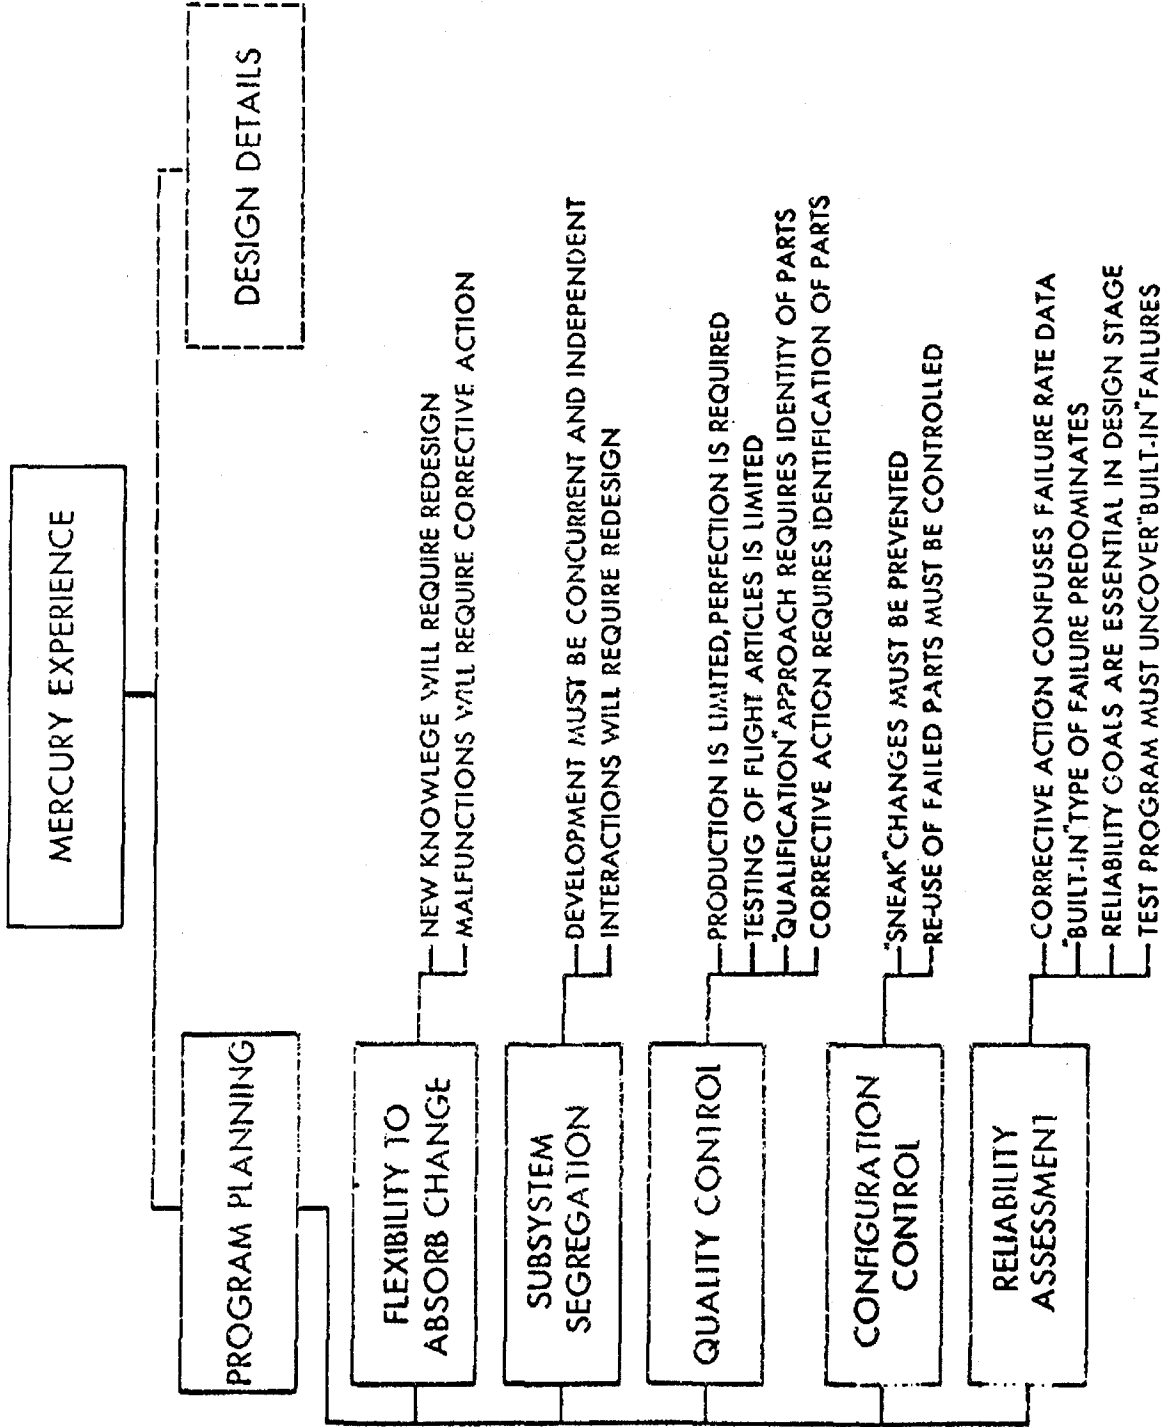 MERCURY EXPERIENCE
PROGRAM PLANNING
DESIGN DETAILS
FLEXIBILITY TO
ABSORB CHANGE
NEW KNOWLEGE WILL REQUIRE REDESIGN
MALFUNCTIONS WILL REQUIRE CORRECTIVE ACTION
SUBSYSTEM
SEGREGATION
DEVELOPMENT MUST BE CONCURRENT AND INDEPENDENT
INTERACTIONS WILL REQUIRE REDESIGN
QUALITY CONTROL
PRODUCTION IS LIMITED, PERFECTION IS REQUIRED
TESTING OF FLIGHT ARTICLES IS LIMITED
"QUALIFICATION" APPROACH REQUIRES IDENTITY OF PARTS
CORRECTIVE ACTION REQUIRES IDENTIFICATION OF PARTS
CONFIGURATION
CONTROL
"SNEAK" CHANGES MUST BE PREVENTED
RE-USE OF FAILED PARTS MUST BE CONTROLLED
RELIABILITY
ASSESSMENT
CORRECTIVE ACTION CONFUSES FAILURE RATE DATA
"BUILT-IN" TYPE OF FAILURE PREDOMINATES
RELIABILITY GOALS ARE ESSENTIAL IN DESIGN STAGE
TEST PROGRAM MUST UNCOVER "BUILT-IN" FAILURES